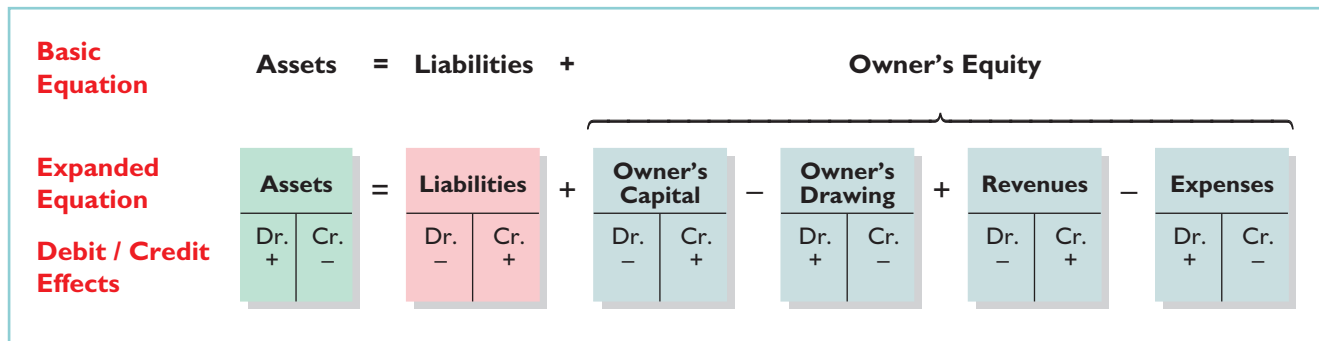 Basic Equation
Assets = Liabilities + Owner's Equity
Expanded Equation
Assets = Liabilities + Owner's Capital – Owner's Drawing + Revenues – Expenses
Debit / Credit Effects
Dr. Cr. Dr. Cr. Dr. Cr. Dr. Cr. Dr. Cr. Dr. Cr.
+ – – + – + + – – + + –